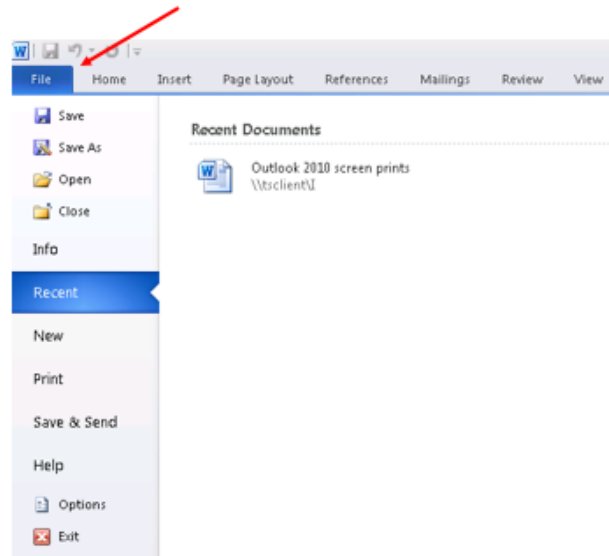 File Home Insert Page Layout References Mailings Review View
Save
Save As
Open
Close
Info
Recent
New
Print
Save & Send
Help
Options
Exit
Recent Documents
Outlook 2010 screen prints
\\tsclient\I